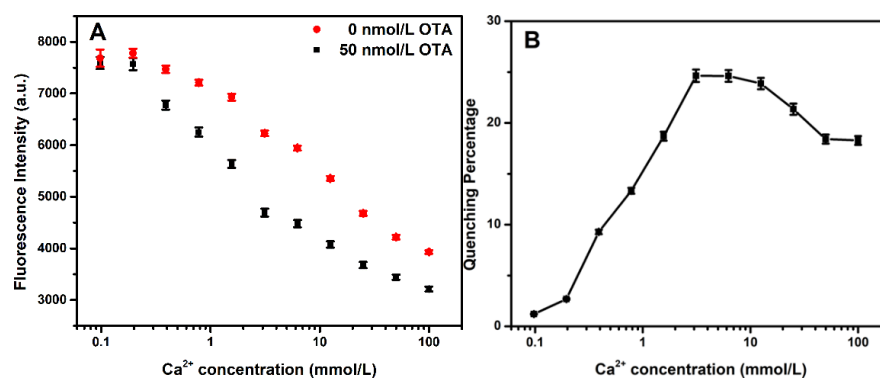 A
0 nmol/L OTA
50 nmol/L OTA
8000
7000
6000
5000
4000
3000
Fluorescence Intensity (a.u.)
0.1
1
10
100
Ca²⁺ concentration (mmol/L)
B
30
20
10
0
Quenching Percentage
0.1
1
10
100
Ca²⁺ concentration (mmol/L)